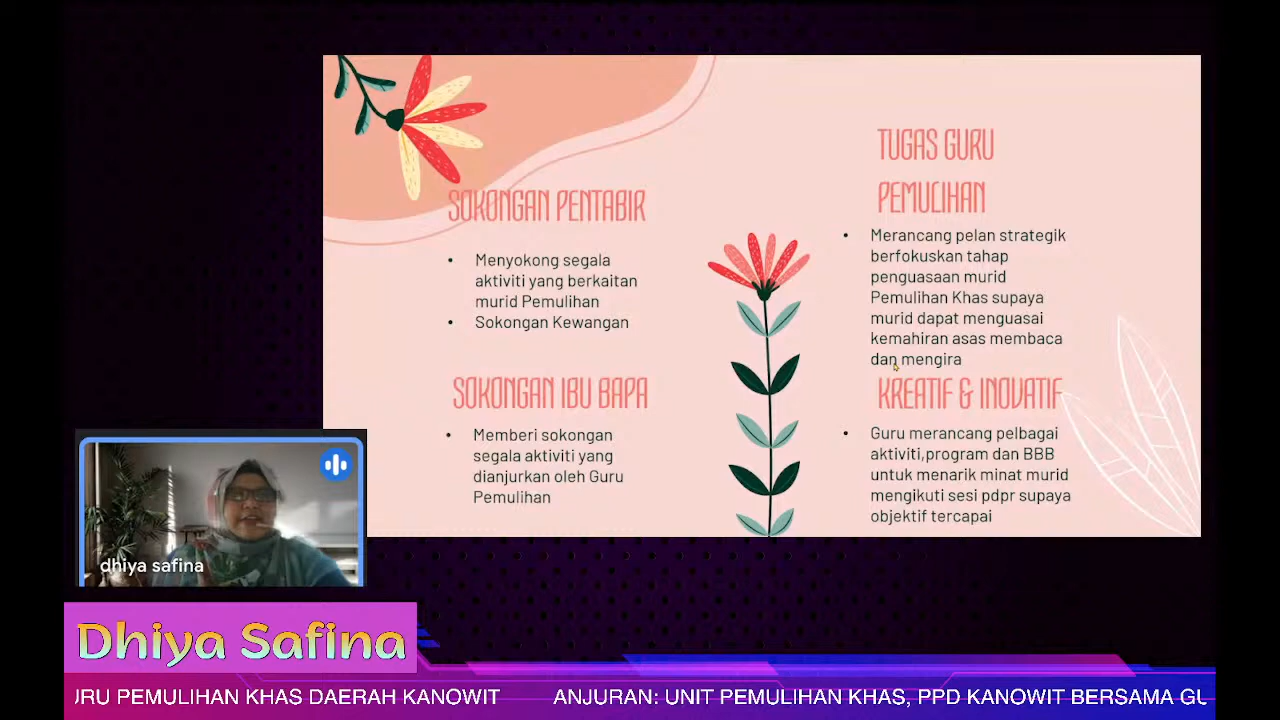 SOKONGAN PENTABIR
• Menyokong segala
aktiviti yang berkaitan
murid Pemulihan
• Sokongan Kewangan
SOKONGAN IBU BAPA
• Memberi sokongan
segala aktiviti yang
dianjurkan oleh Guru
Pemulihan
TUGAS GURU
PEMULIHAN
• Merancang pelan strategik
berfokuskan tahap
penguasaan murid
Pemulihan Khas supaya
murid dapat menguasai
kemahiran asas membaca
dan mengira
KREATIF & INOVATIF
• Guru merancang pelbagai
aktiviti,program dan BBB
untuk menarik minat murid
mengikuti sesi pdpr supaya
objektif tercapai
dhiya safina
Dhiya Safina
URU PEMULIHAN KHAS DAERAH KANOWIT ANJURAN: UNIT PEMULIHAN KHAS, PPD KANOWIT BERSAMA GU